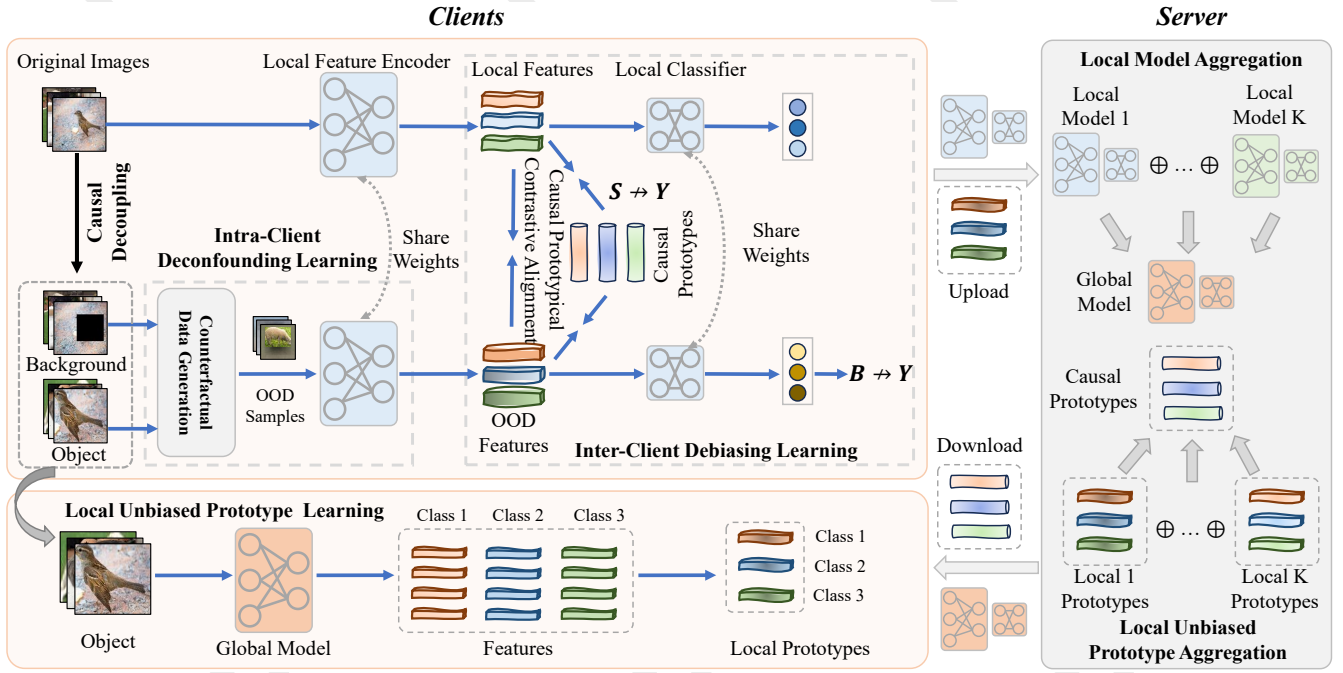 Clients
Server
Original Images
Local Feature Encoder
Local Features
Local Classifier
Causal
Decoupling
Intra-Client
Deconfounding Learning
Share
Weights
Causal Prototypical
Contrastive Alignment
S ↛ Y
Causal
Prototypes
Share
Weights
Background
Object
Counterfactual
Data Generation
OOD
Samples
OOD
Features
B ↛ Y
Inter-Client Debiasing Learning
Local Unbiased Prototype Learning
Object
Global Model
Class 1
Class 2
Class 3
Features
Class 1
Class 2
Class 3
Local Prototypes
Upload
Download
Local Model Aggregation
Local
Model 1
Local
Model K
⊕ … ⊕
Global
Model
Causal
Prototypes
⊕ … ⊕
Local 1
Prototypes
Local K
Prototypes
Local Unbiased
Prototype Aggregation